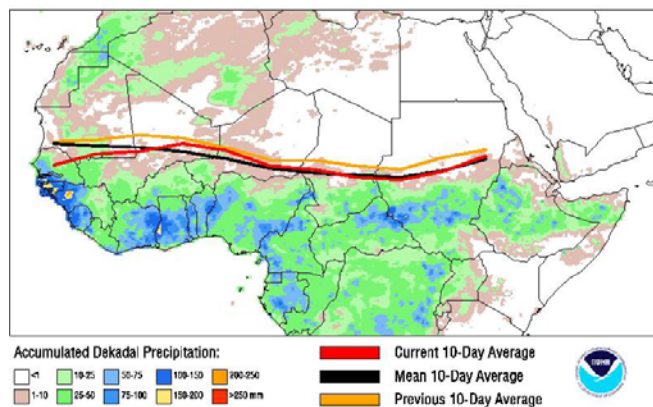 Accumulated Dekadal Precipitation:
<1 10-25 50-75 100-150 200-250
1-10 25-50 75-100 150-200 >250 mm
Current 10-Day Average
Mean 10-Day Average
Previous 10-Day Average